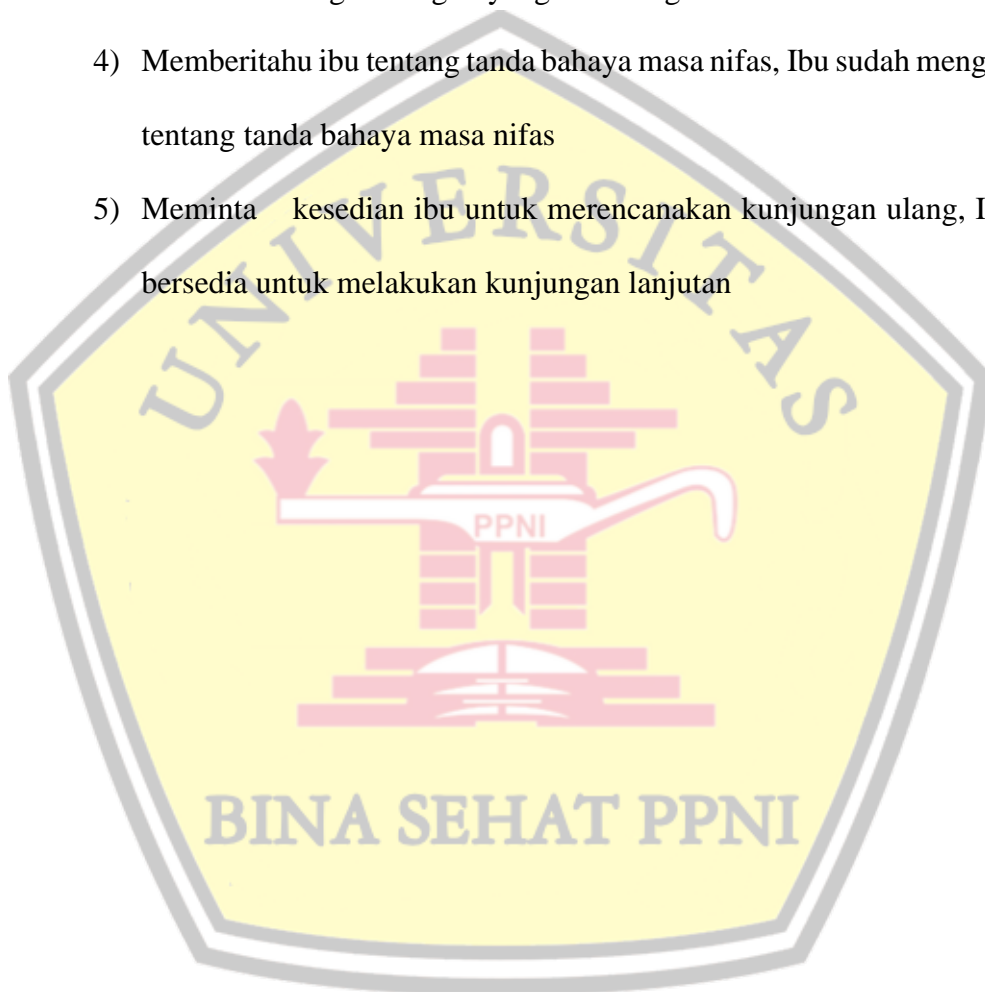 4) Memberitahu ibu tentang tanda bahaya masa nifas, Ibu sudah meng
tentang tanda bahaya masa nifas
5) Meminta kesedian ibu untuk merencanakan kunjungan ulang, I
bersedia untuk melakukan kunjungan lanjutan
UNIVERSITAS
PPNI
BINA SEHAT PPNI